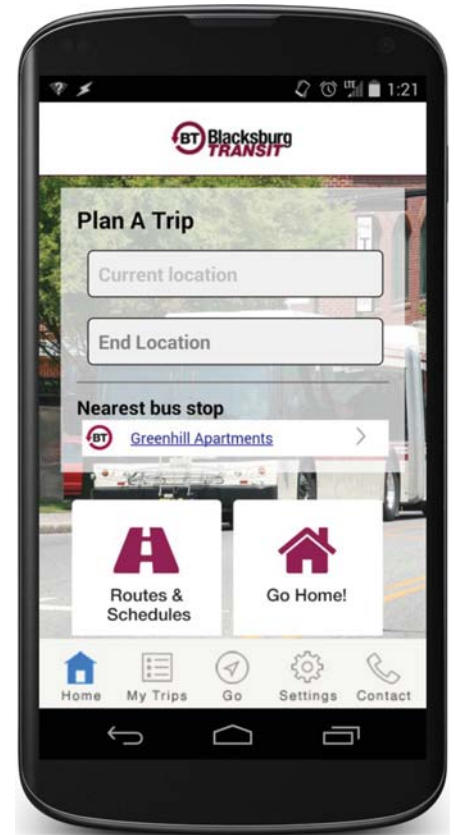 LTE 1:21
BT Blacksburg
TRANSIT
Plan A Trip
Current location
End Location
Nearest bus stop
BT Greenhill Apartments
Routes &
Schedules
Go Home!
Home My Trips Go Settings Contact